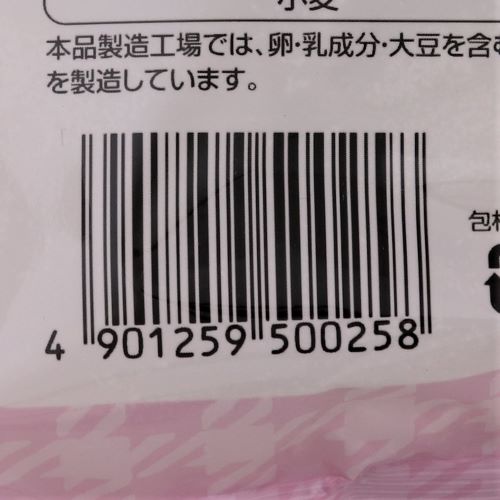 小麦
本品製造工場では、卵・乳成分・大豆を含む
を製造しています。
包
4 901259 500258